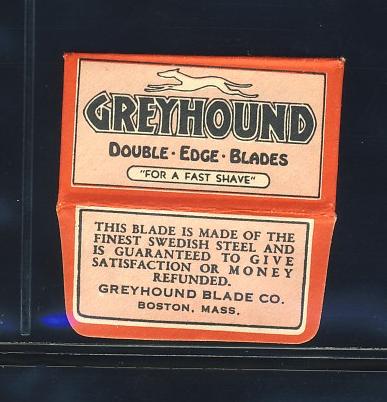 GREYHOUND
DOUBLE · EDGE · BLADES
"FOR A FAST SHAVE"
THIS BLADE IS MADE OF THE
FINEST SWEDISH STEEL AND
IS GUARANTEED TO GIVE
SATISFACTION OR MONEY
REFUNDED.
GREYHOUND BLADE CO.
BOSTON, MASS.